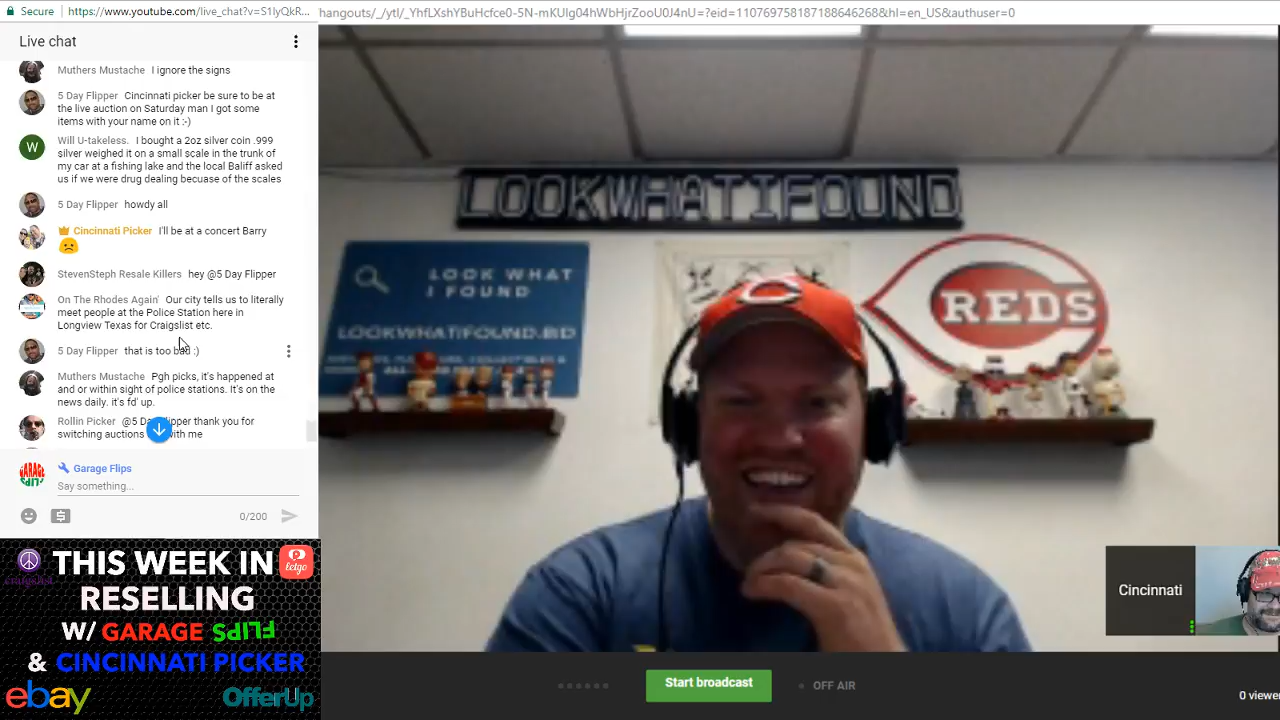 Secure
https://www.youtube.com/live_chat?v=S1IyQkR...
hangouts/_/ytl/_YhfLXshYBuHcfce0-5N-mKUlg04hWbHjrZooU0J4nU=?eid=110769758187188646268&hl=en_US&authuser=0
Live chat
Muthers Mustache I ignore the signs
5 Day Flipper Cincinnati picker be sure to be at
the live auction on Saturday man I got some
items with your name on it :-)
W
Will U-takeless. I bought a 2oz silver coin .999
silver weighed it on a small scale in the trunk of
my car at a fishing lake and the local Baliff asked
us if we were drug dealing becuase of the scales
5 Day Flipper howdy all
Cincinnati Picker I'll be at a concert Barry
StevenSteph Resale Killers hey @5 Day Flipper
On The Rhodes Again' Our city tells us to literally
meet people at the Police Station here in
Longview Texas for Craigslist etc.
5 Day Flipper that is too bad :)
Muthers Mustache Pgh picks, it's happened at
and or within sight of police stations. It's on the
news daily. it's fd' up.
Rollin Picker @5 Day Flipper thank you for
switching auctions with me
GARAGE
FLIPS
Garage Flips
Say something...
0/200
craigslist
THIS WEEK IN
letgo
RESELLING
W/ GARAGE FLIPS
& CINCINNATI PICKER
ebay OfferUp
LOOKWHATIFOUND
LOOK WHAT
I FOUND
LOOKWHATIFOUND.BID
REDS
Cincinnati
Start broadcast
OFF AIR
0 viewe